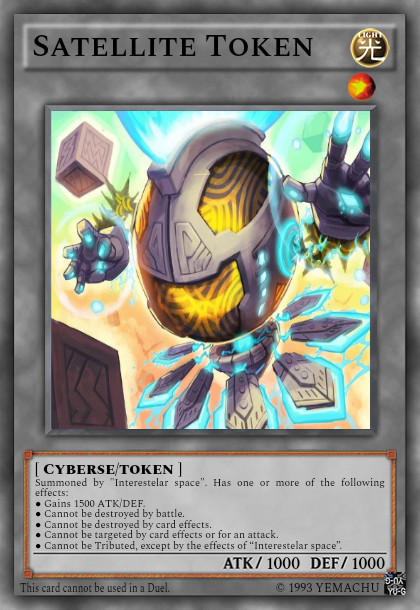 SATELLITE TOKEN
LIGHT
光
[ CYBERSE/TOKEN ]
Summoned by "Interestelar space". Has one or more of the following
effects:
● Gains 1500 ATK/DEF.
● Cannot be destroyed by battle.
● Cannot be destroyed by card effects.
● Cannot be targeted by card effects or for an attack.
● Cannot be Tributed, except by the effects of “Interestelar space”.
ATK/ 1000 DEF/ 1000
This card cannot be used in a Duel.
© 1993 YEMACHU